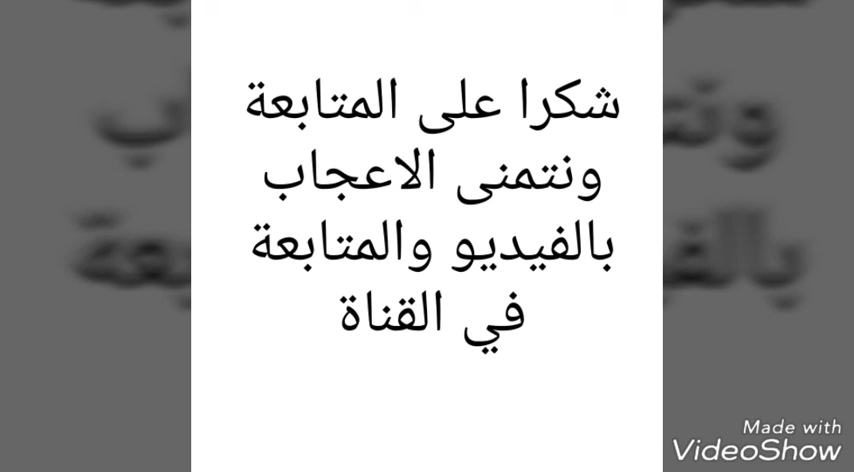 شكرا على المتابعة
ونتمنى الاعجاب
بالفيديو والمتابعة
في القناة
Made with
VideoShow